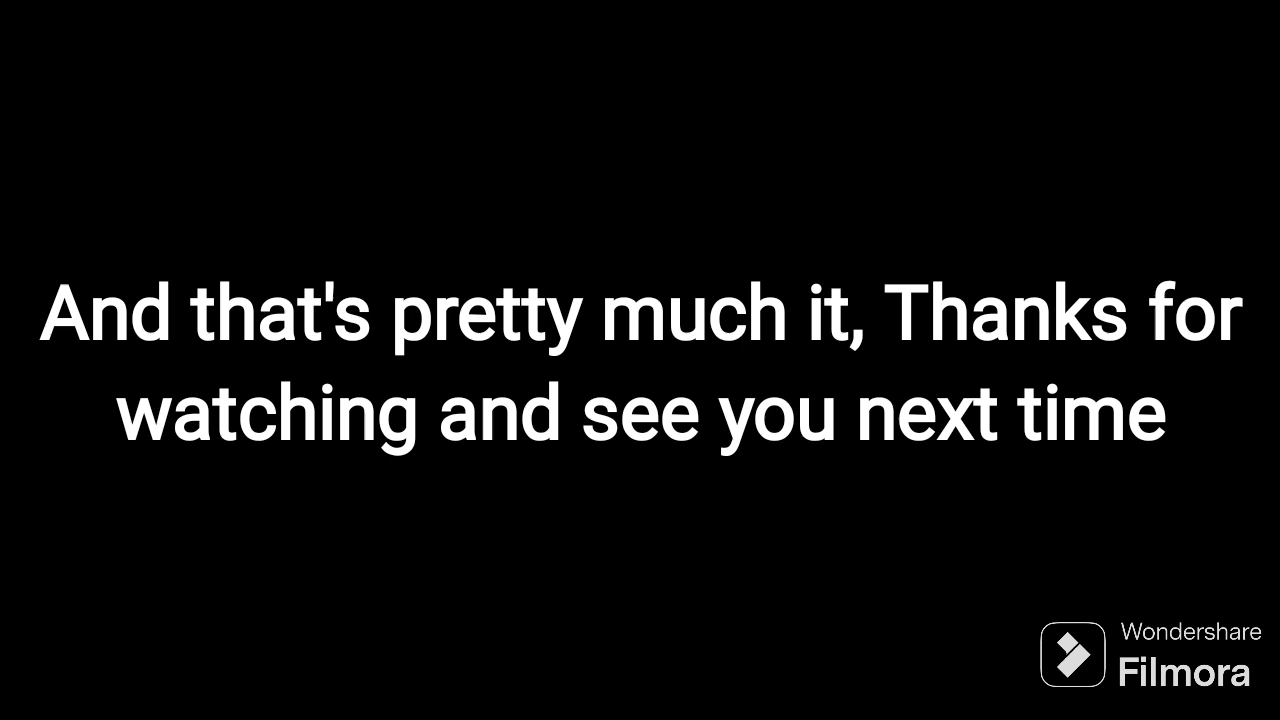 And that's pretty much it, Thanks for
watching and see you next time
Wondershare
Filmora